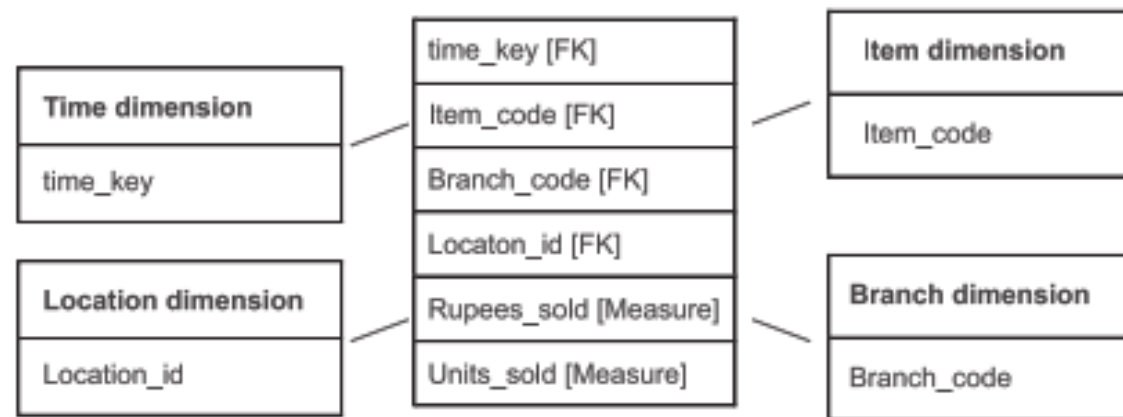 Time dimension
time_key
Location dimension
Location_id
time_key [FK]
Item_code [FK]
Branch_code [FK]
Locaton_id [FK]
Rupees_sold [Measure]
Units_sold [Measure]
Item dimension
Item_code
Branch dimension
Branch_code